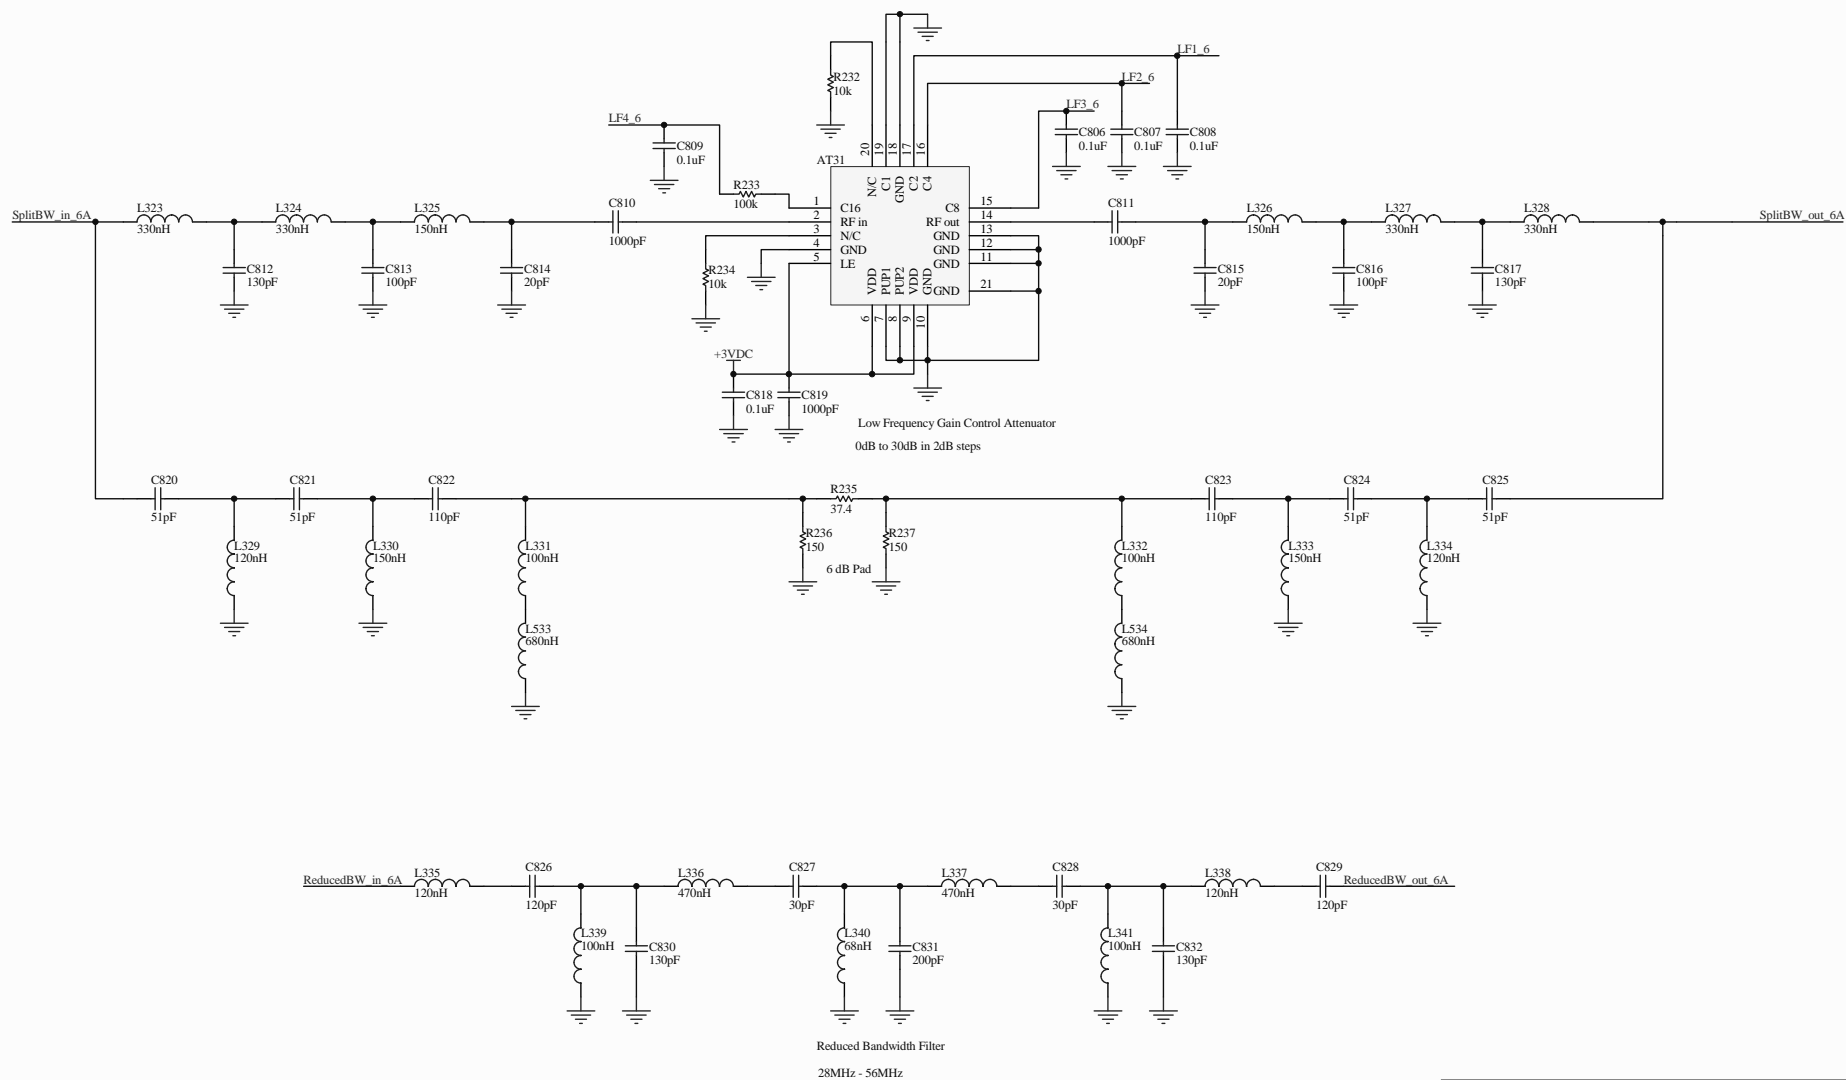 R232
10k
LF1_6
LF2_6
LF3_6
LF4_6
C809
0.1uF
C806
0.1uF
C807
0.1uF
C808
0.1uF
20
19
18
17
16
AT31
N/C
C1
GND
C2
C4
R233
100k
1
2
3
4
5
C16
RF in
N/C
GND
LE
C8
RF out
GND
GND
GND
GND
15
14
13
12
11
21
VDD
PUP1
PUP2
VDD
GND
6
7
8
9
10
SplitBW_in_6A
L323
330nH
L324
330nH
L325
150nH
C810
1000pF
C811
1000pF
L326
150nH
L327
330nH
L328
330nH
SplitBW_out_6A
C812
130pF
C813
100pF
C814
20pF
R234
10k
C815
20pF
C816
100pF
C817
130pF
+3VDC
C818
0.1uF
C819
1000pF
Low Frequency Gain Control Attenuator
0dB to 30dB in 2dB steps
C820
51pF
C821
51pF
C822
110pF
R235
37.4
C823
110pF
C824
51pF
C825
51pF
L329
120nH
L330
150nH
L331
100nH
R236
150
R237
150
6 dB Pad
L332
100nH
L333
150nH
L334
120nH
L533
680nH
L534
680nH
ReducedBW_in_6A
L335
120nH
C826
120pF
L336
470nH
C827
30pF
L337
470nH
C828
30pF
L338
120nH
C829
120pF
ReducedBW_out_6A
L339
100nH
C830
130pF
L340
68nH
C831
200pF
L341
100nH
C832
130pF
Reduced Bandwidth Filter
28MHz - 56MHz